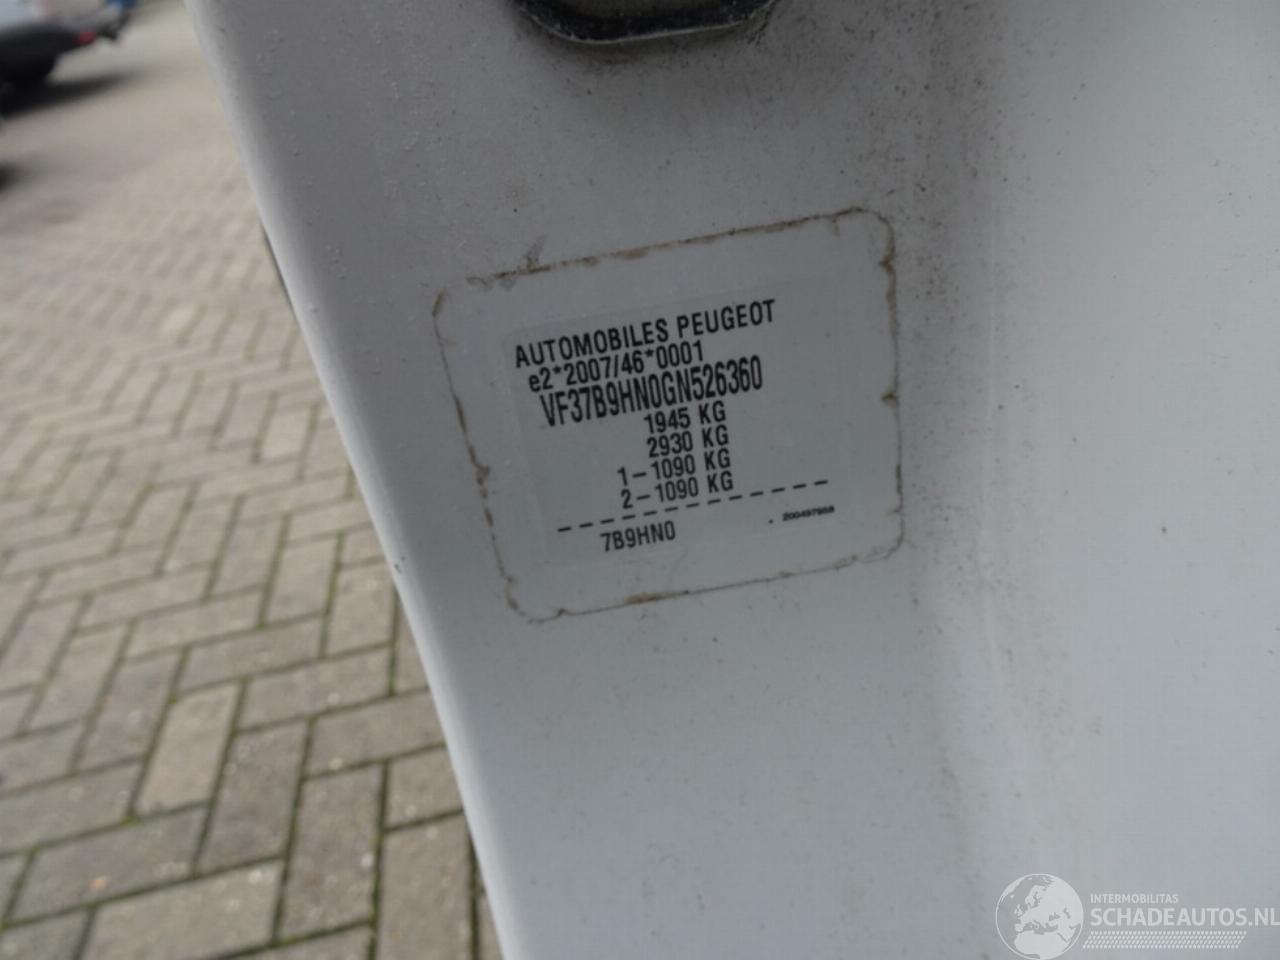 AUTOMOBILES PEUGEOT
e2*2007/46*0001
VF37B9HN0GN526360
1945 KG
2930 KG
1-1090 KG
2-1090 KG
7B9HN0
200497958
INTERMOBILITAS
SCHADEAUTOS.NL